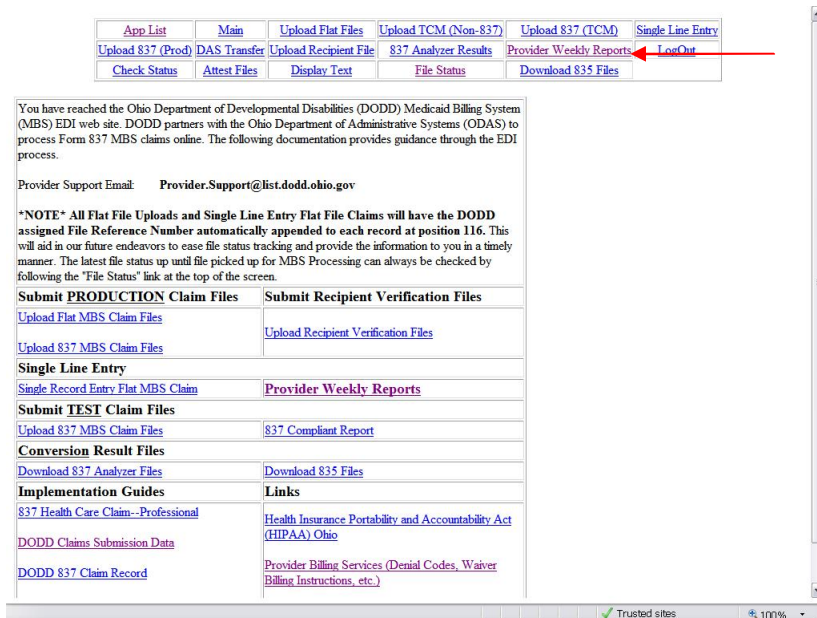 App List Main Upload Flat Files Upload TCM (Non-837) Upload 837 (TCM) Single Line Entry
Upload 837 (Prod) DAS Transfer Upload Recipient File 837 Analyzer Results Provider Weekly Reports LogOut
Check Status Attest Files Display Text File Status Download 835 Files
You have reached the Ohio Department of Developmental Disabilities (DODD) Medicaid Billing System
(MBS) EDI web site. DODD partners with the Ohio Department of Administrative Systems (ODAS) to
process Form 837 MBS claims online. The following documentation provides guidance through the EDI
process.
Provider Support Email: Provider.Support@list.dodd.ohio.gov
*NOTE* All Flat File Uploads and Single Line Entry Flat File Claims will have the DODD
assigned File Reference Number automatically appended to each record at position 116. This
will aid in our future endeavors to ease file status tracking and provide the information to you in a timely
manner. The latest file status up until file picked up for MBS Processing can always be checked by
following the "File Status" link at the top of the screen.
Submit PRODUCTION Claim Files Submit Recipient Verification Files
Upload Flat MBS Claim Files
Upload Recipient Verification Files
Upload 837 MBS Claim Files
Single Line Entry
Single Record Entry Flat MBS Claim Provider Weekly Reports
Submit TEST Claim Files
Upload 837 MBS Claim Files 837 Compliant Report
Conversion Result Files
Download 837 Analyzer Files Download 835 Files
Implementation Guides Links
837 Health Care Claim--Professional
Health Insurance Portability and Accountability Act
(HIPAA) Ohio
DODD Claims Submission Data
Provider Billing Services (Denial Codes, Waiver
Billing Instructions, etc.)
DODD 837 Claim Record
Trusted sites 100%